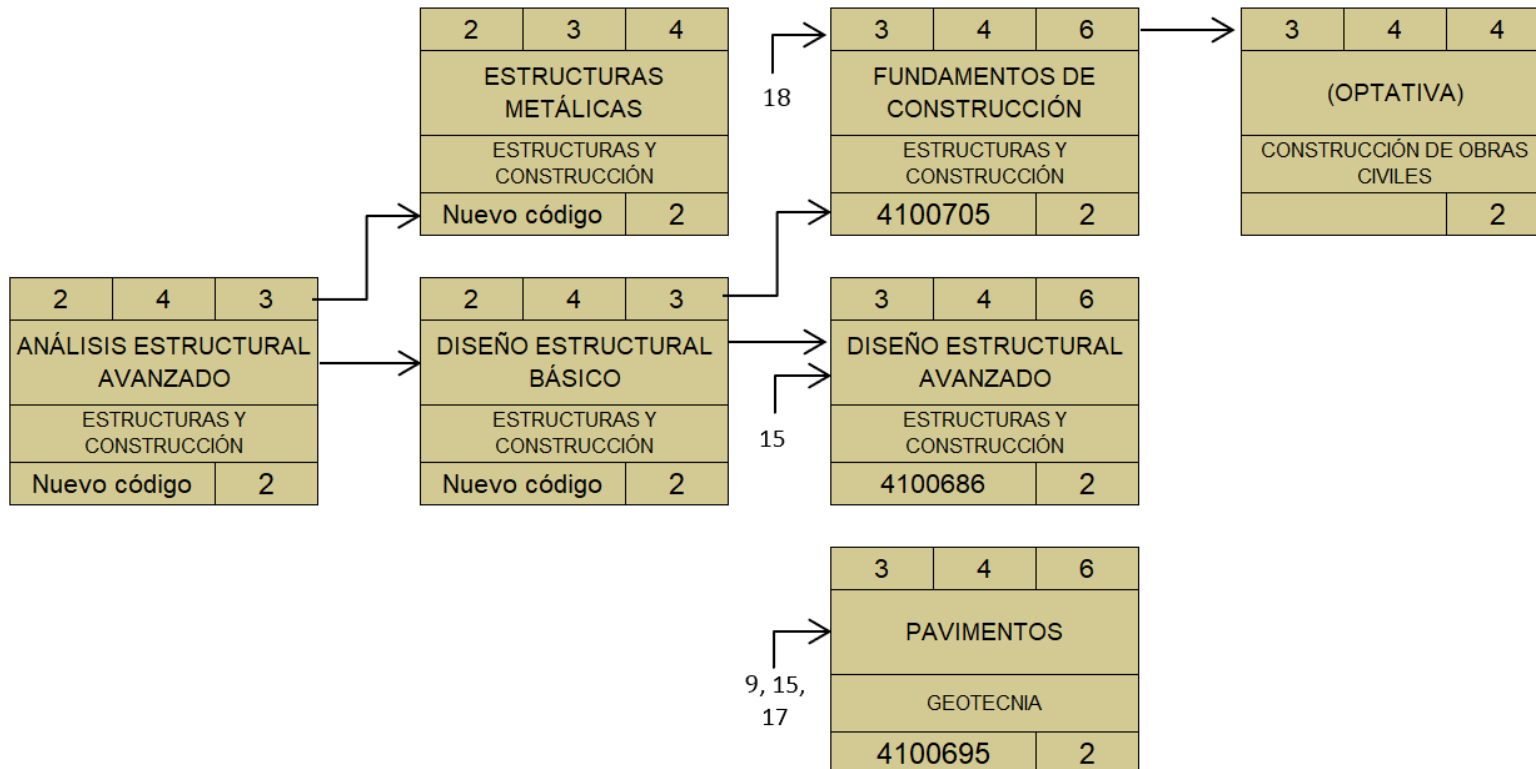 2 3 4
ESTRUCTURAS
METÁLICAS
ESTRUCTURAS Y
CONSTRUCCIÓN
Nuevo código 2
18
3 4 6
FUNDAMENTOS DE
CONSTRUCCIÓN
ESTRUCTURAS Y
CONSTRUCCIÓN
4100705 2
3 4 4
(OPTATIVA)
CONSTRUCCIÓN DE OBRAS
CIVILES
2
2 4 3
ANÁLISIS ESTRUCTURAL
AVANZADO
ESTRUCTURAS Y
CONSTRUCCIÓN
Nuevo código 2
2 4 3
DISEÑO ESTRUCTURAL
BÁSICO
ESTRUCTURAS Y
CONSTRUCCIÓN
Nuevo código 2
15
3 4 6
DISEÑO ESTRUCTURAL
AVANZADO
ESTRUCTURAS Y
CONSTRUCCIÓN
4100686 2
9, 15,
17
3 4 6
PAVIMENTOS
GEOTECNIA
4100695 2